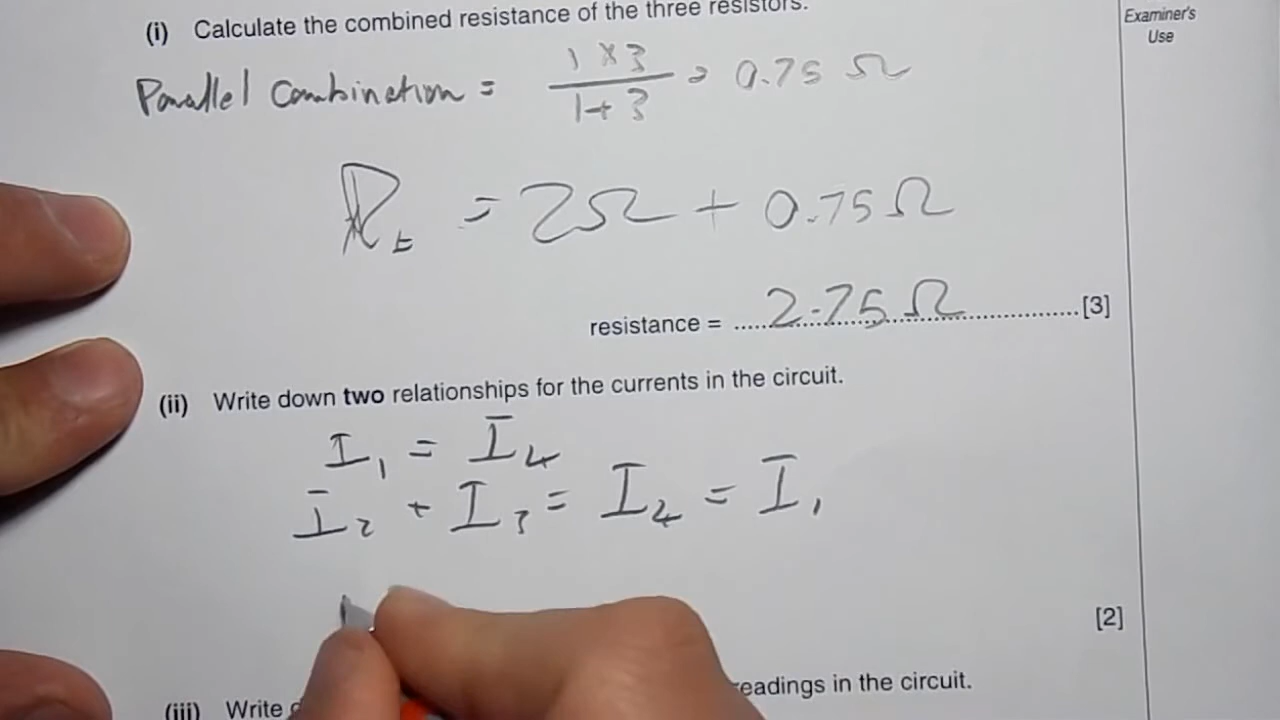 (i) Calculate the combined resistance of the three resistors.
Examiner's
Use
Parallel Combination = 1 × 3 / 1 + 3 = 0.75 Ω
Rt = 2Ω + 0.75Ω
resistance = 2.75 Ω [3]
(ii) Write down two relationships for the currents in the circuit.
I1 = I4
I2 + I3 = I4 = I1
[2]
(iii) Write readings in the circuit.